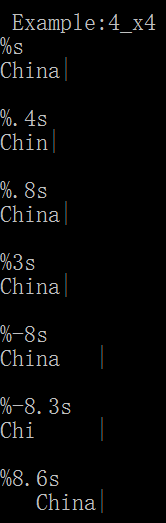 Example:4_x4
%s
China|
%.4s
Chin|
%.8s
China|
%3s
China|
%-8s
China   |
%-8.3s
Chi     |
%8.6s
   China|